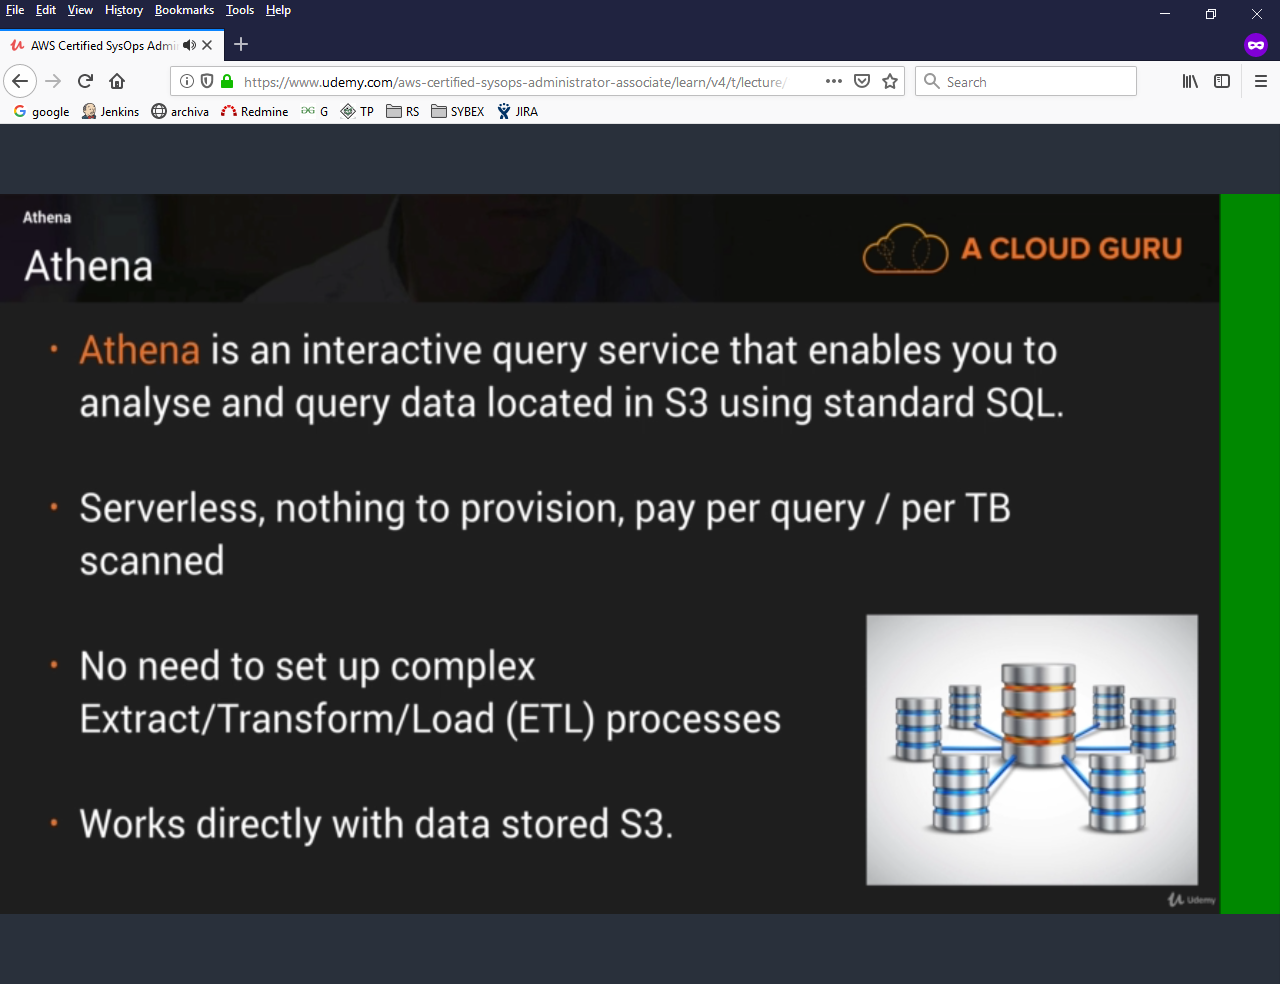 File Edit View History Bookmarks Tools Help
AWS Certified SysOps Admi
https://www.udemy.com/aws-certified-sysops-administrator-associate/learn/v4/t/lecture/
Search
google Jenkins archiva Redmine G TP RS SYBEX JIRA
Athena
Athena
A CLOUD GURU
• Athena is an interactive query service that enables you to
analyse and query data located in S3 using standard SQL.
• Serverless, nothing to provision, pay per query / per TB
scanned
• No need to set up complex
Extract/Transform/Load (ETL) processes
• Works directly with data stored S3.
Udemy